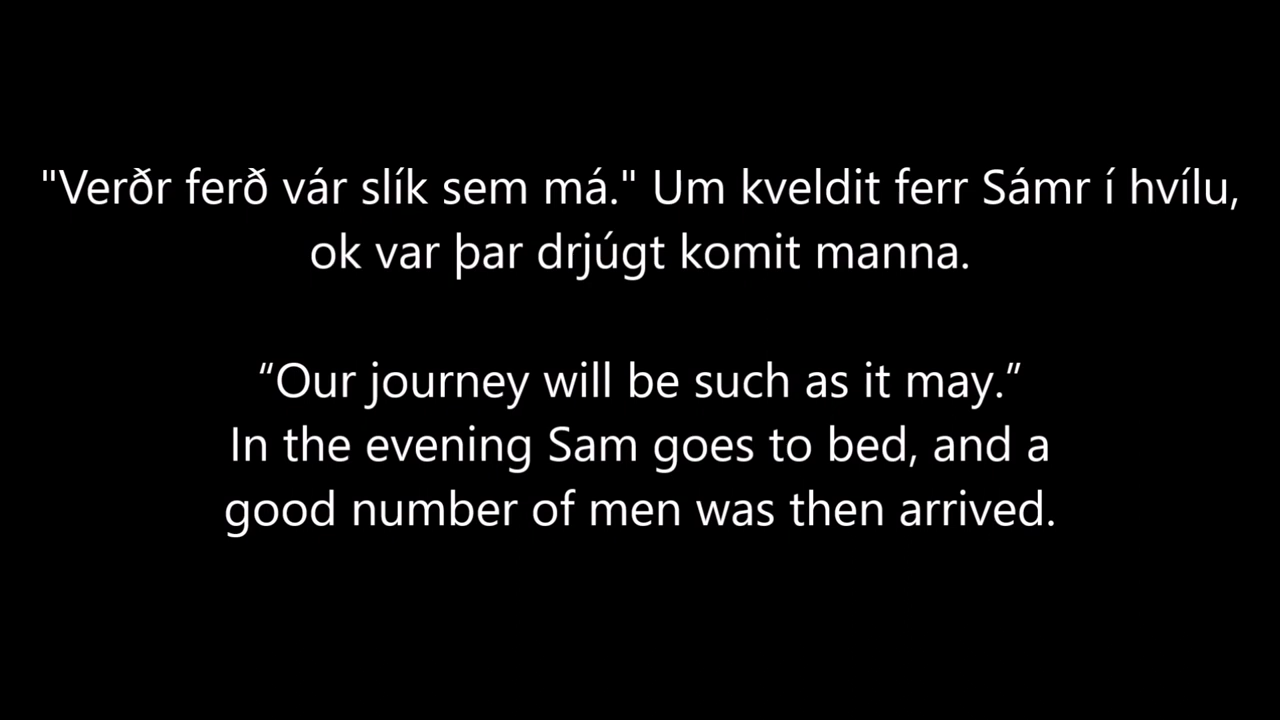 "Verðr ferð vár slík sem má." Um kveldit ferr Sámr í hvílu,
ok var þar drjúgt komit manna.
“Our journey will be such as it may.”
In the evening Sam goes to bed, and a
good number of men was then arrived.